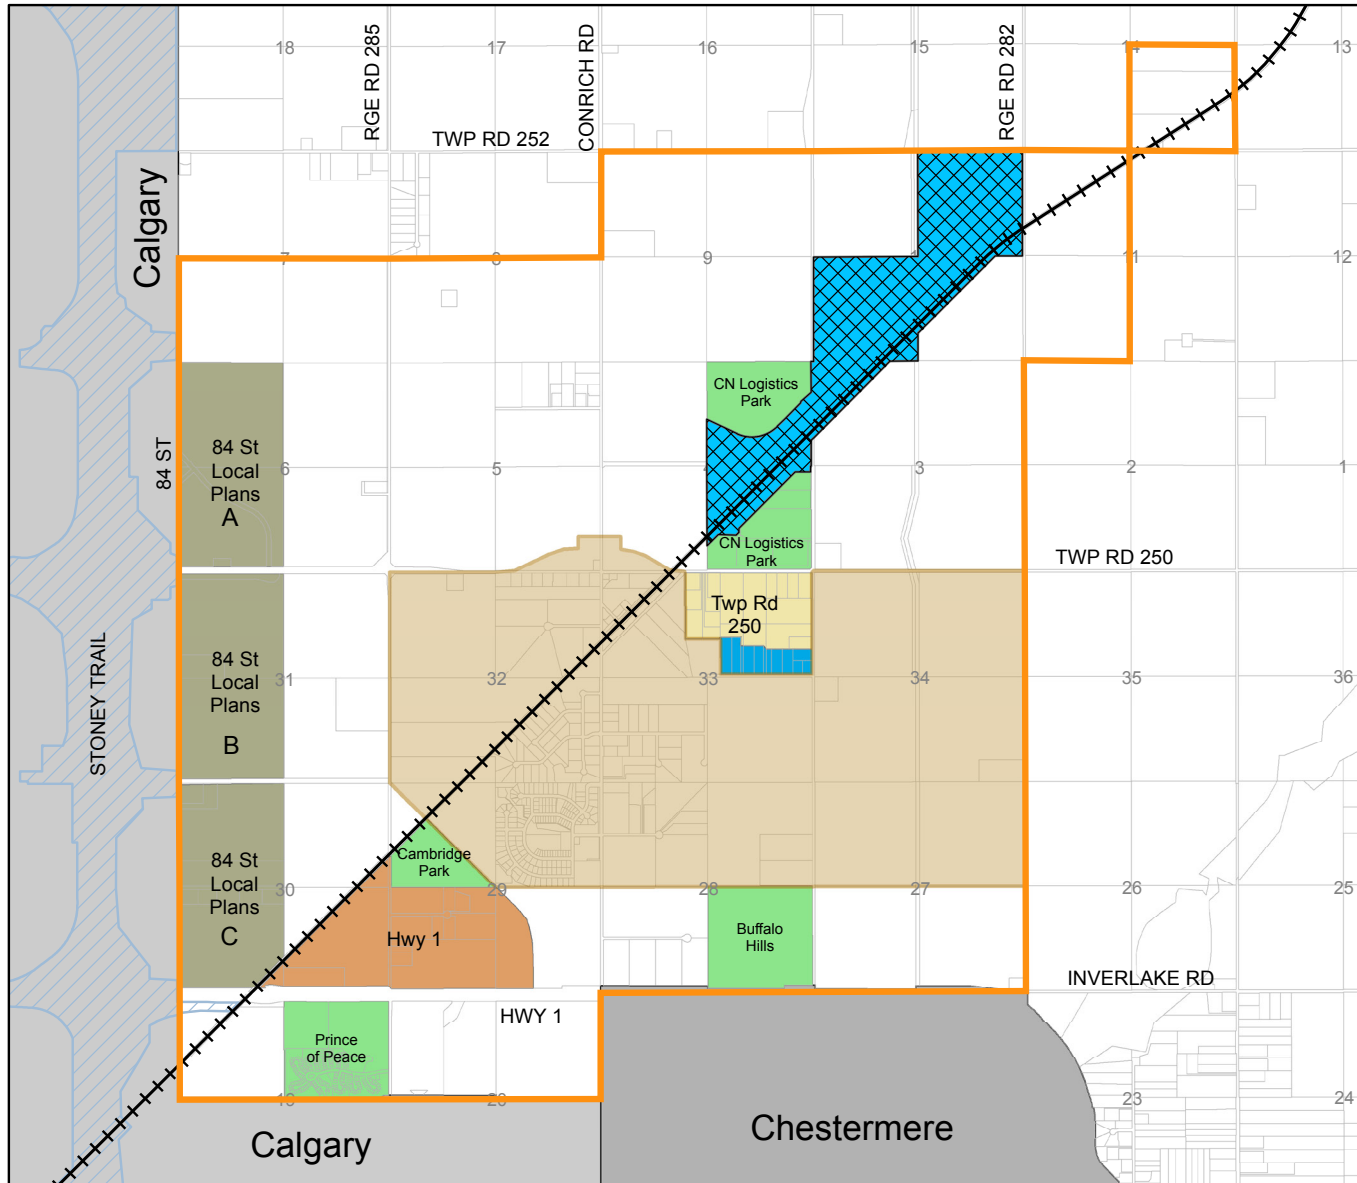 18
17
16
15
14
13
RGE RD 285
CONRICH RD
RGE RD 282
TWP RD 252
Calgary
7
8
9
11
12
CN Logistics
Park
84 ST
84 St
Local
Plans
A
6
5
4
3
2
1
CN Logistics
Park
TWP RD 250
Twp Rd
250
STONEY TRAIL
84 St
Local
Plans
B
31
32
33
34
35
36
84 St
Local
Plans
C
Cambridge
Park
30
29
28
27
26
25
Hwy 1
Buffalo
Hills
INVERLAKE RD
HWY 1
Prince
of Peace
20
23
24
Calgary
Chestermere